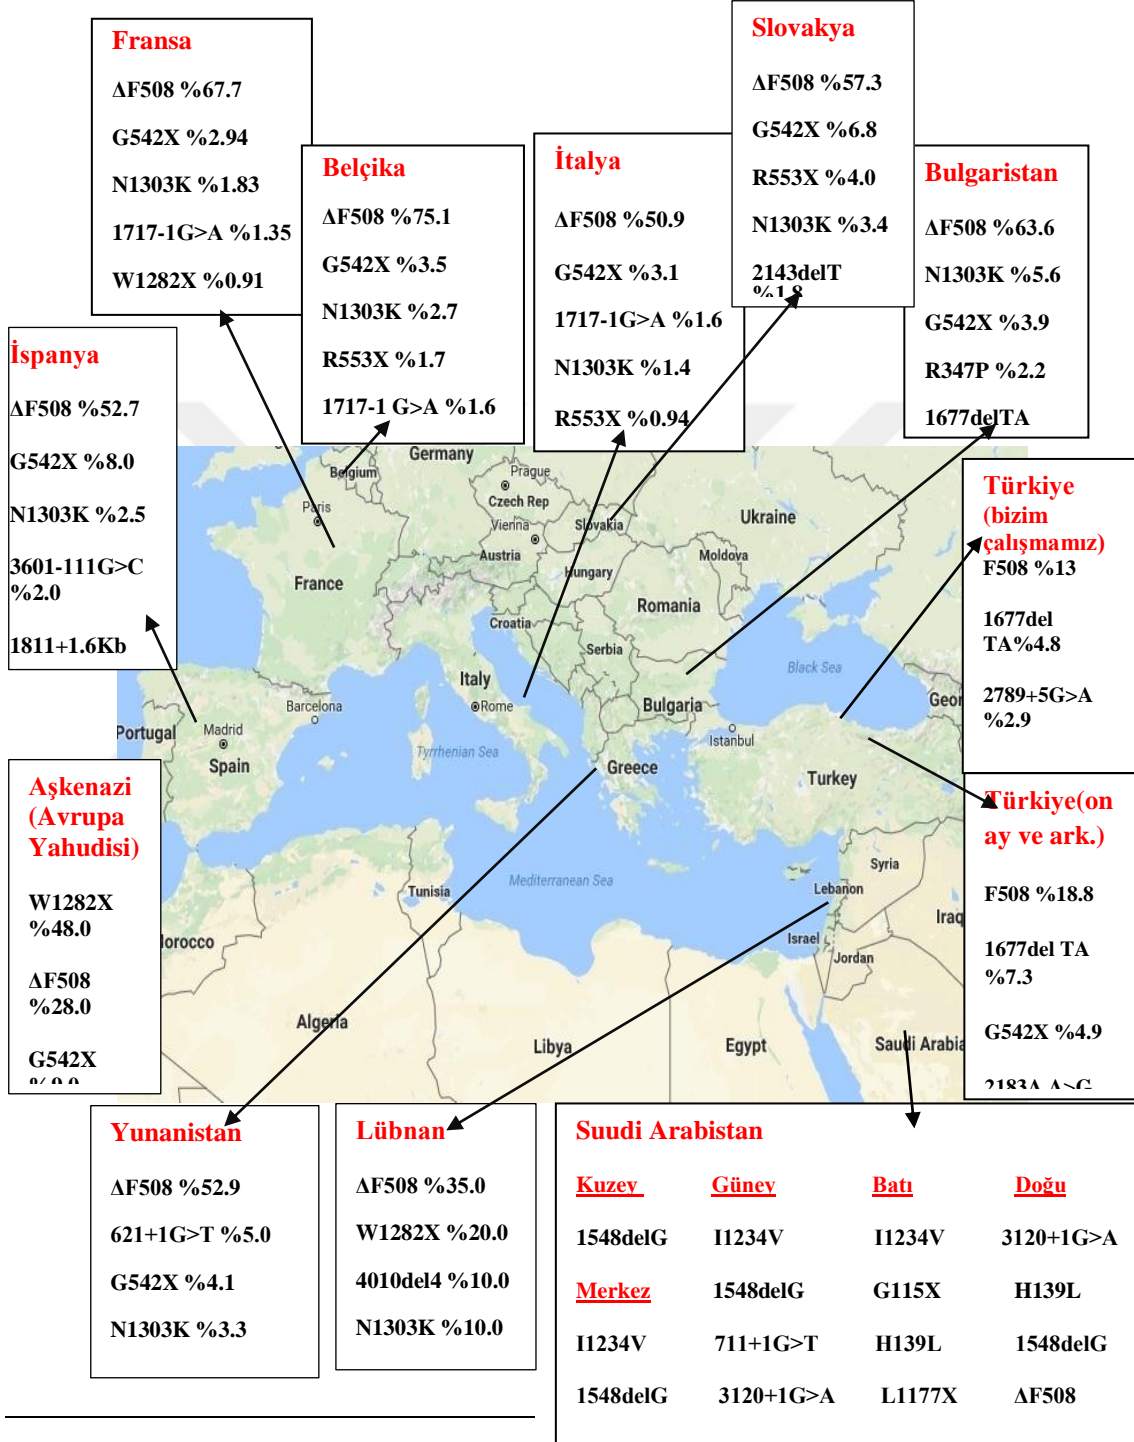 Fransa
ΔF508 %67.7
G542X %2.94
N1303K %1.83
1717-1G>A %1.35
W1282X %0.91
Belçika
ΔF508 %75.1
G542X %3.5
N1303K %2.7
R553X %1.7
1717-1 G>A %1.6
İtalya
ΔF508 %50.9
G542X %3.1
1717-1G>A %1.6
N1303K %1.4
R553X %0.94
Slovakya
ΔF508 %57.3
G542X %6.8
R553X %4.0
N1303K %3.4
2143delT
%1.8
Bulgaristan
ΔF508 %63.6
N1303K %5.6
G542X %3.9
R347P %2.2
1677delTA
İspanya
ΔF508 %52.7
G542X %8.0
N1303K %2.5
3601-111G>C
%2.0
1811+1.6Kb
Türkiye
(bizim
çalışmamız)
F508 %13
1677del
TA%4.8
2789+5G>A
%2.9
Germany
Belgium
Prague
Czech Rep
Paris
Vienna
Slovakia
Ukraine
Austria
Moldova
France
Hungary
Romania
Croatia
Serbia
Italy
Black Sea
Barcelona
Rome
Bulgaria
Geor
Portugal
Madrid
Istanbul
Spain
Tyrrhenian Sea
Greece
Turkey
Syria
Tunisia
Mediterranean Sea
Lebanon
Iraq
Israel
Jordan
lorocco
Algeria
Libya
Egypt
Saudi Arabia
Aşkenazi
(Avrupa
Yahudisi)
W1282X
%48.0
ΔF508
%28.0
G542X
Türkiye(on
ay ve ark.)
F508 %18.8
1677del TA
%7.3
G542X %4.9
2183A A>G
Yunanistan
ΔF508 %52.9
621+1G>T %5.0
G542X %4.1
N1303K %3.3
Lübnan
ΔF508 %35.0
W1282X %20.0
4010del4 %10.0
N1303K %10.0
Suudi Arabistan
Kuzey Güney Batı Doğu
1548delG I1234V I1234V 3120+1G>A
Merkez 1548delG G115X H139L
I1234V 711+1G>T H139L 1548delG
1548delG 3120+1G>A L1177X ΔF508